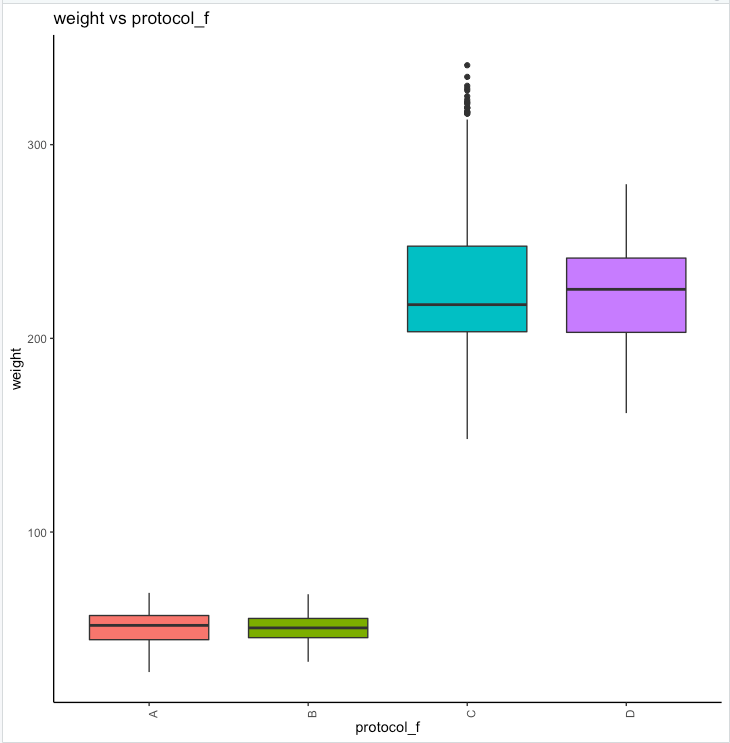 weight vs protocol_f
300
200
100
weight
A
B
C
D
protocol_f